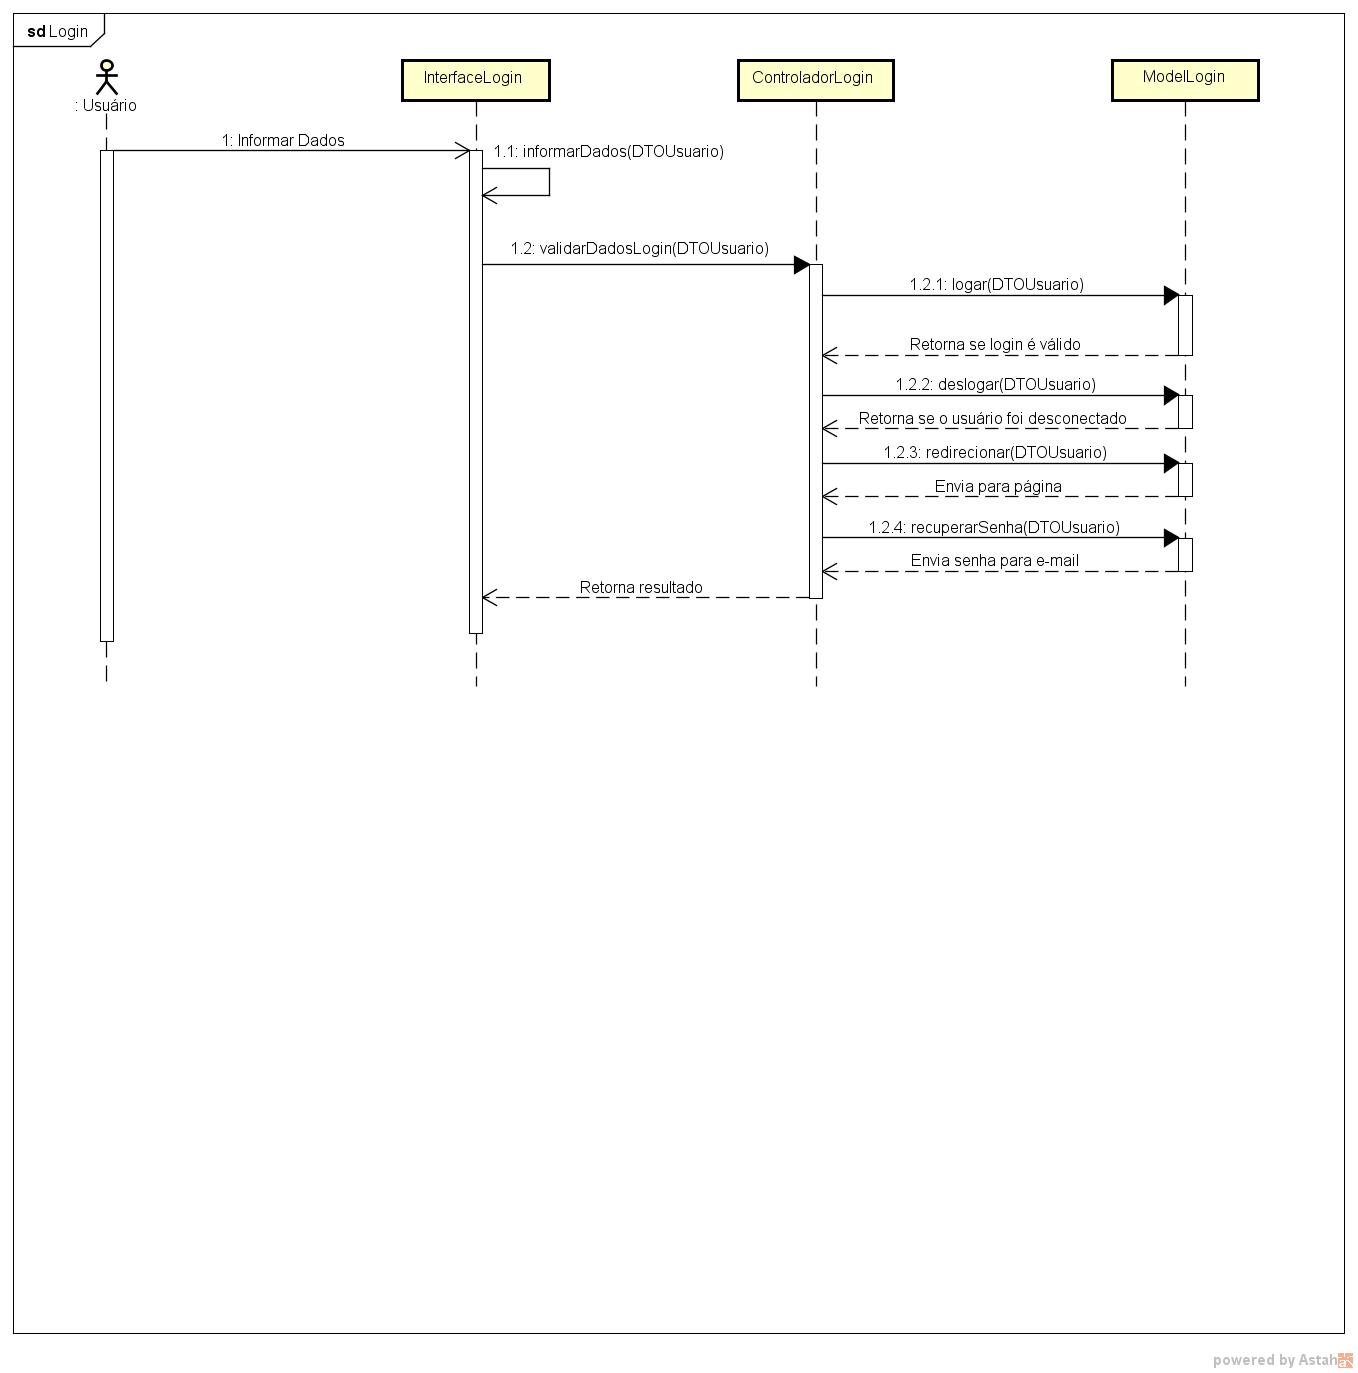 sd Login
: Usuário
InterfaceLogin
ControladorLogin
ModelLogin
1: Informar Dados
1.1: informarDados(DTOUsuario)
1.2: validarDadosLogin(DTOUsuario)
1.2.1: logar(DTOUsuario)
Retorna se login é válido
1.2.2: deslogar(DTOUsuario)
Retorna se o usuário foi desconectado
1.2.3: redirecionar(DTOUsuario)
Envia para página
1.2.4: recuperarSenha(DTOUsuario)
Envia senha para e-mail
Retorna resultado
powered by Astah